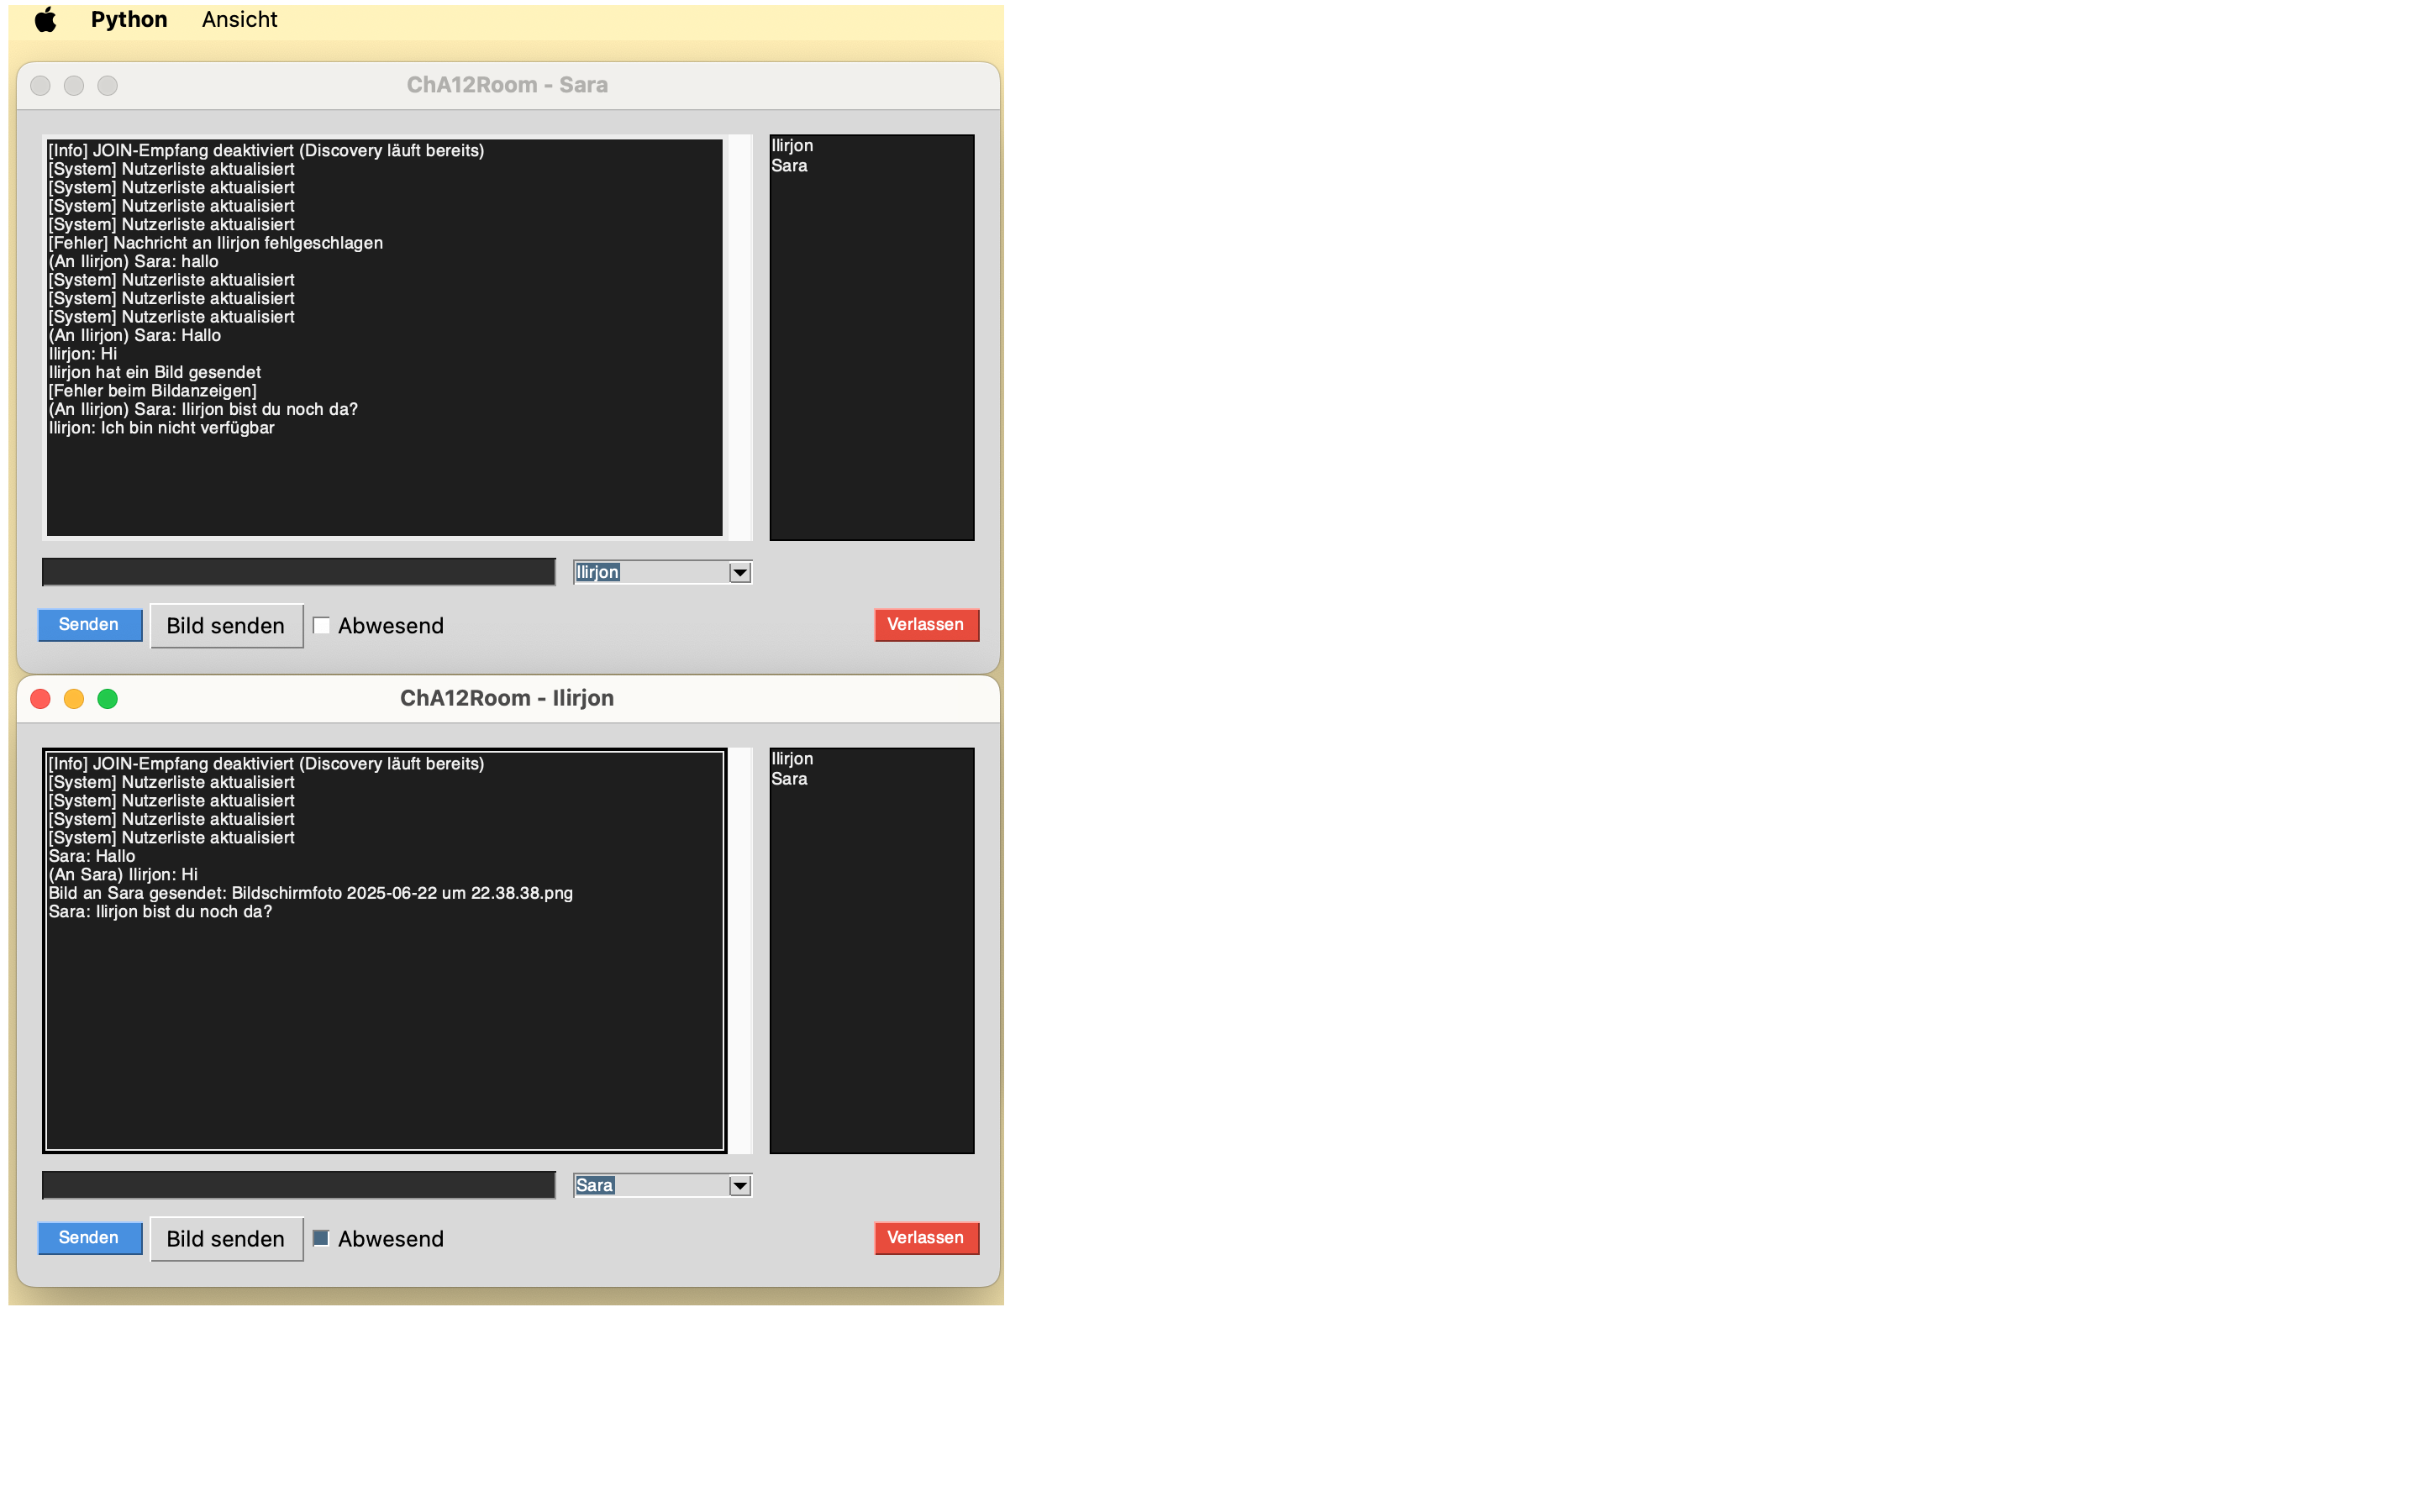 Python Ansicht
ChA12Room - Sara
[Info] JOIN-Empfang deaktiviert (Discovery läuft bereits)
[System] Nutzerliste aktualisiert
[System] Nutzerliste aktualisiert
[System] Nutzerliste aktualisiert
[System] Nutzerliste aktualisiert
[Fehler] Nachricht an Ilirjon fehlgeschlagen
(An Ilirjon) Sara: hallo
[System] Nutzerliste aktualisiert
[System] Nutzerliste aktualisiert
[System] Nutzerliste aktualisiert
(An Ilirjon) Sara: Hallo
Ilirjon: Hi
Ilirjon hat ein Bild gesendet
[Fehler beim Bildanzeigen]
(An Ilirjon) Sara: Ilirjon bist du noch da?
Ilirjon: Ich bin nicht verfügbar
Ilirjon
Sara
Ilirjon
Senden Bild senden Abwesend Verlassen
ChA12Room - Ilirjon
[Info] JOIN-Empfang deaktiviert (Discovery läuft bereits)
[System] Nutzerliste aktualisiert
[System] Nutzerliste aktualisiert
[System] Nutzerliste aktualisiert
[System] Nutzerliste aktualisiert
Sara: Hallo
(An Sara) Ilirjon: Hi
Bild an Sara gesendet: Bildschirmfoto 2025-06-22 um 22.38.38.png
Sara: Ilirjon bist du noch da?
Ilirjon
Sara
Sara
Senden Bild senden Abwesend Verlassen